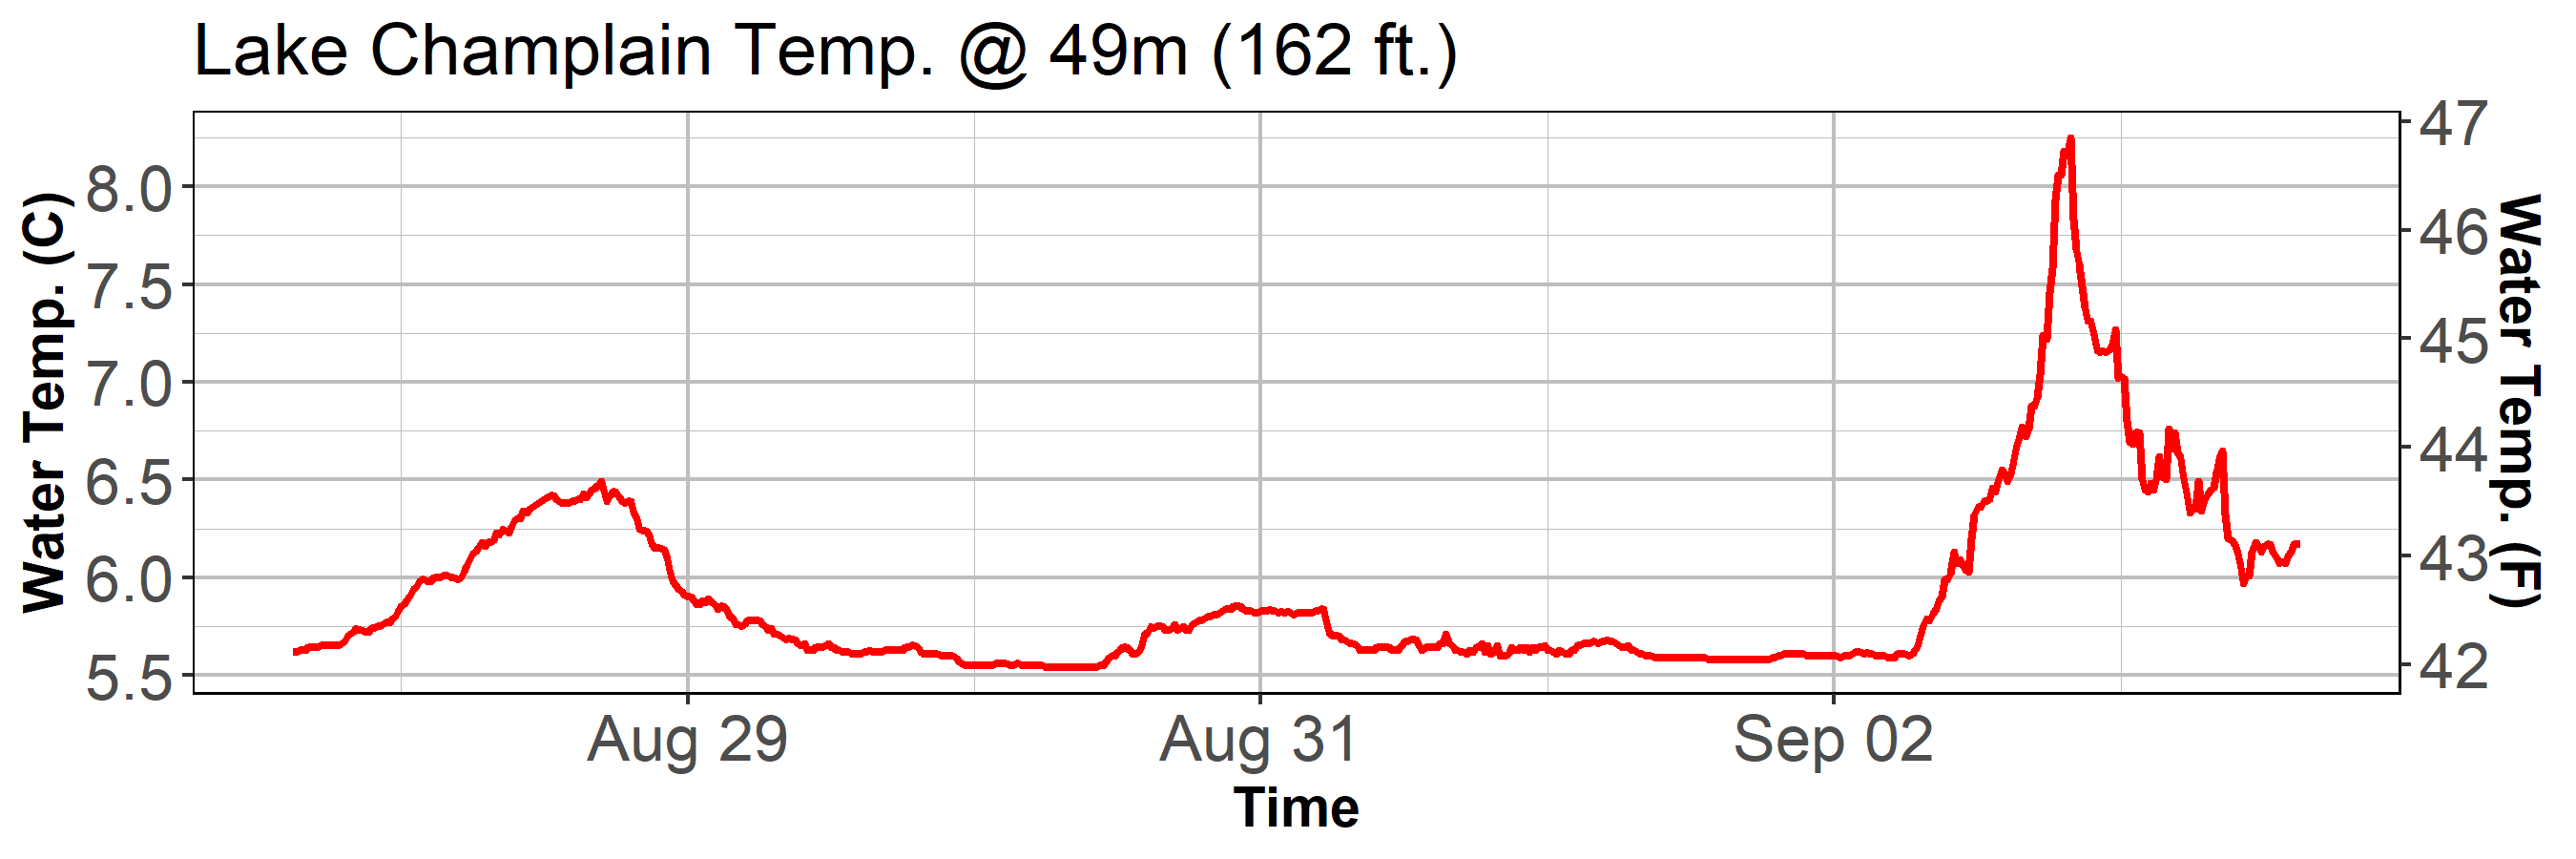 Lake Champlain Temp. @ 49m (162 ft.)
Water Temp. (C)
8.0
7.5
7.0
6.5
6.0
5.5
47
46
45
44
43
42
Water Temp. (F)
Aug 29
Aug 31
Sep 02
Time